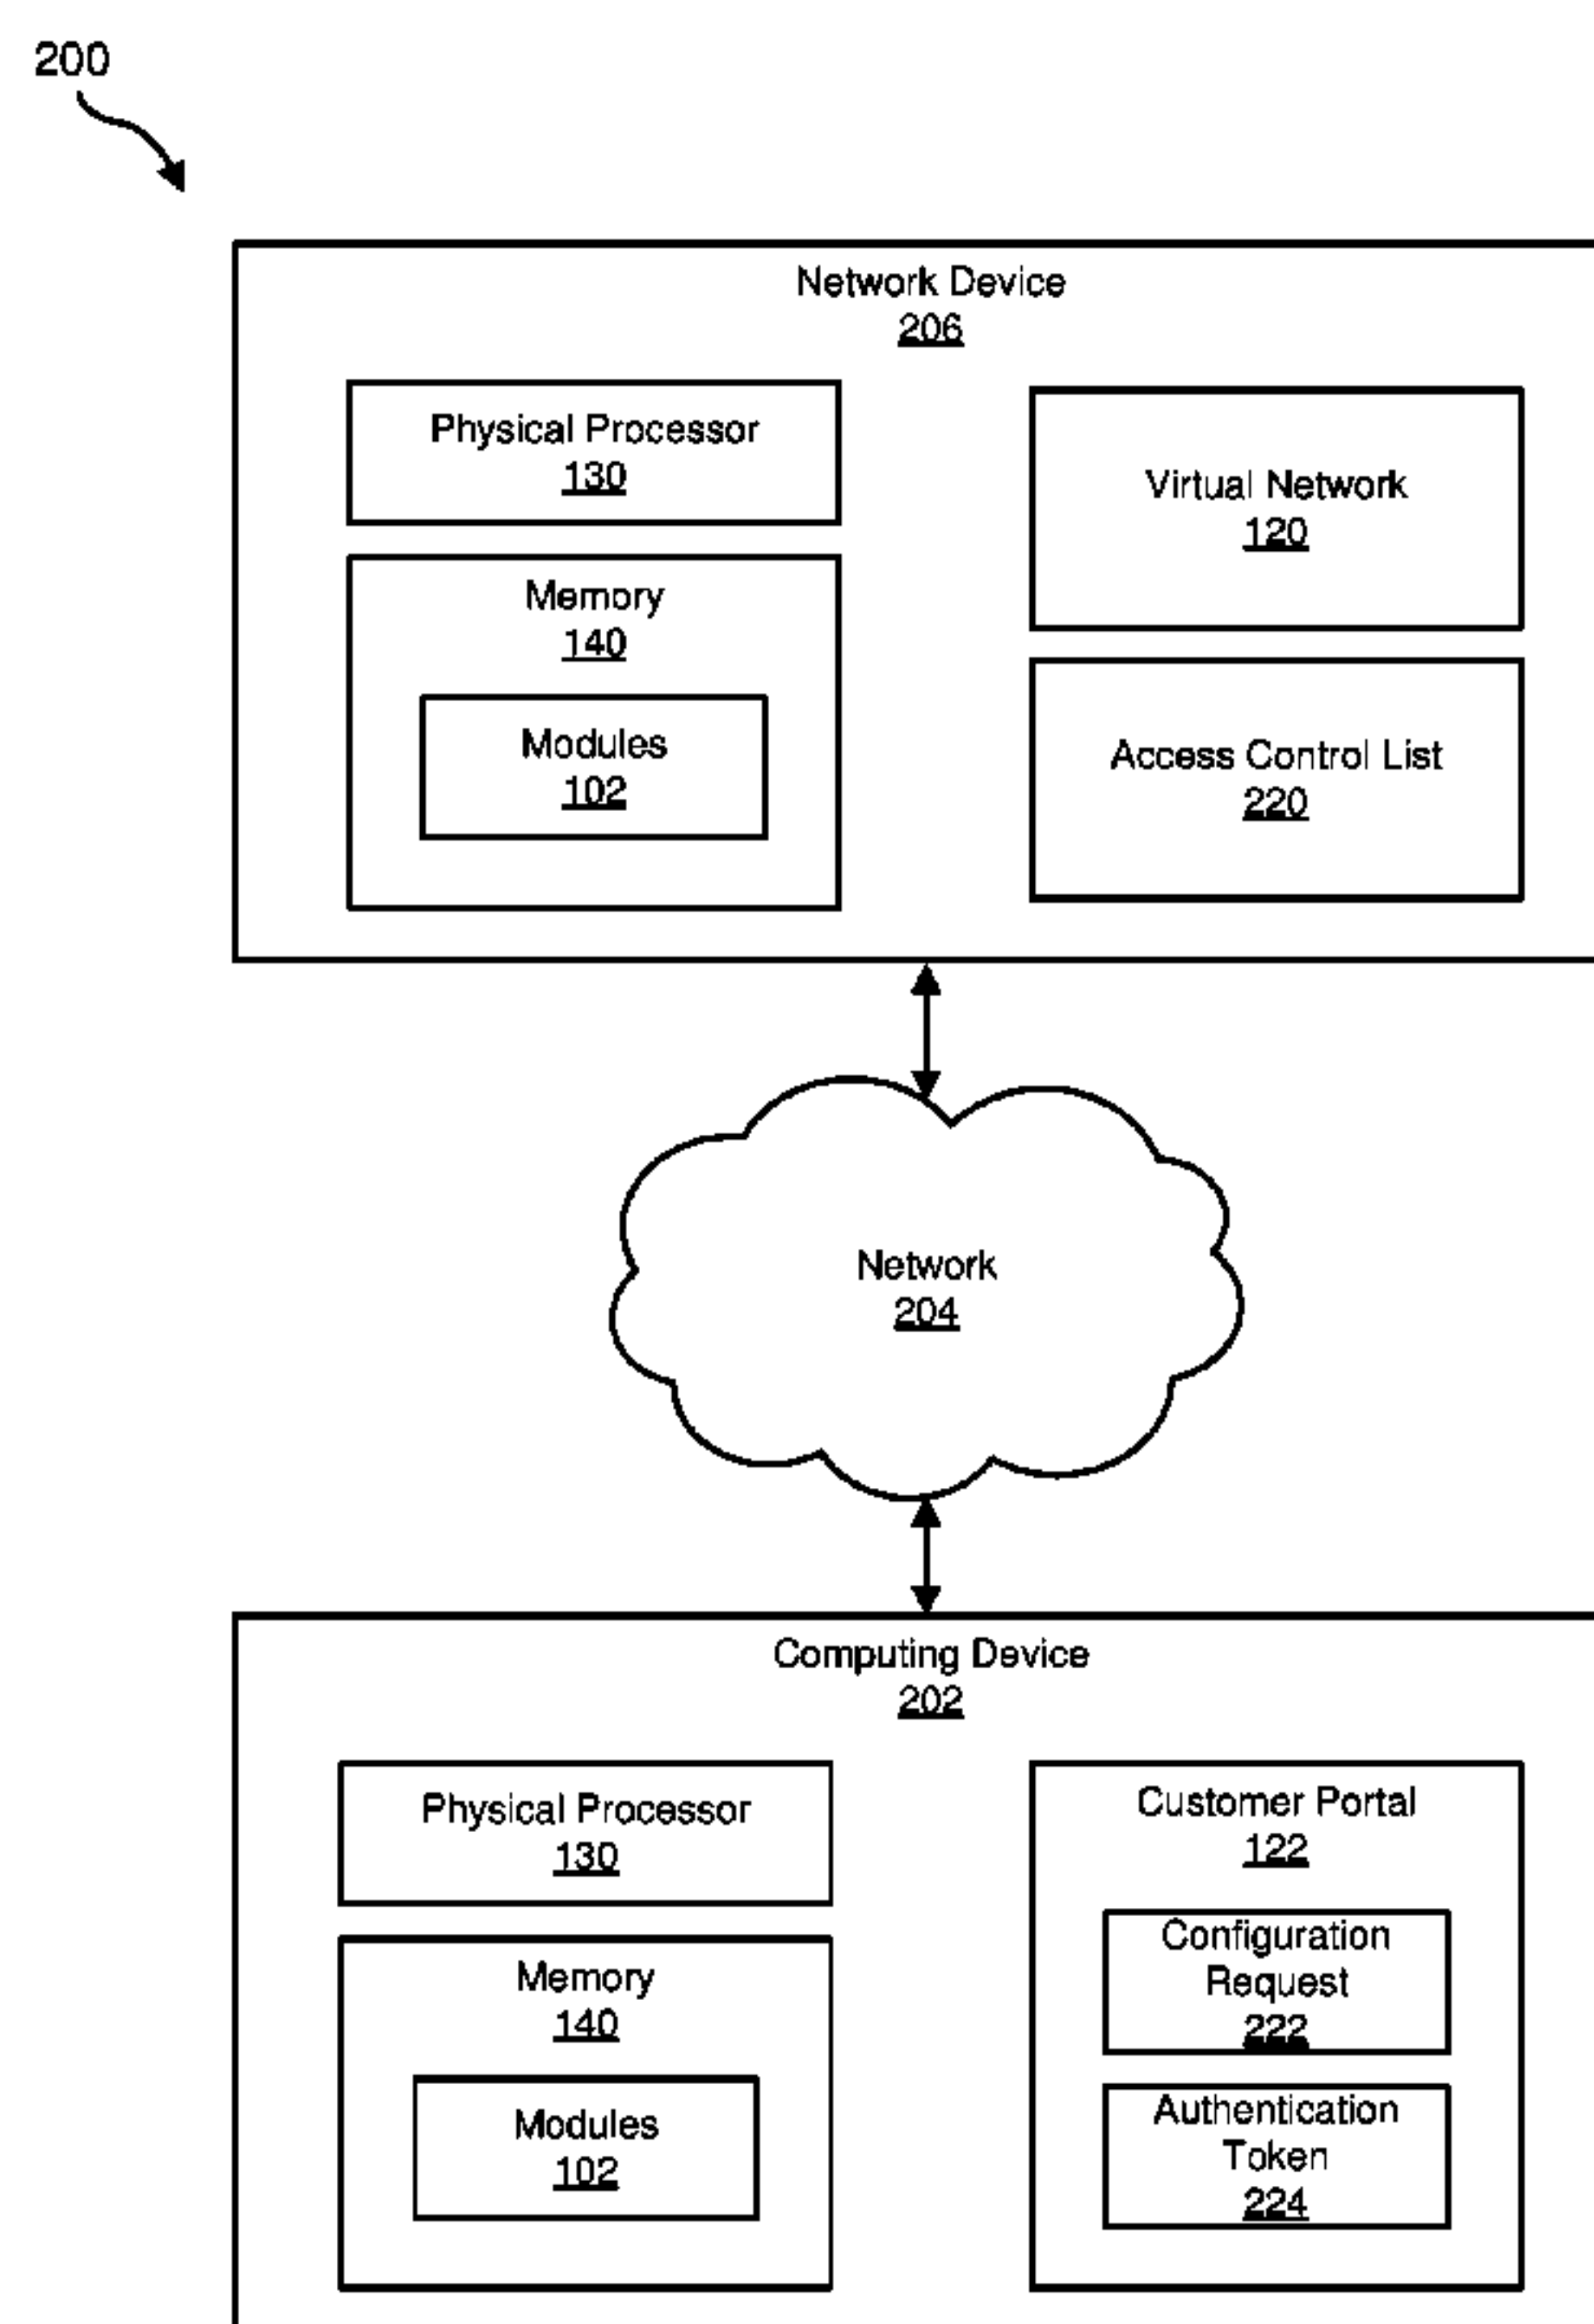 200
Network Device
206
Physical Processor
130
Memory
140
Modules
102
Virtual Network
120
Access Control List
220
Network
204
Computing Device
202
Physical Processor
130
Memory
140
Modules
102
Customer Portal
122
Configuration
Request
222
Authentication
Token
224